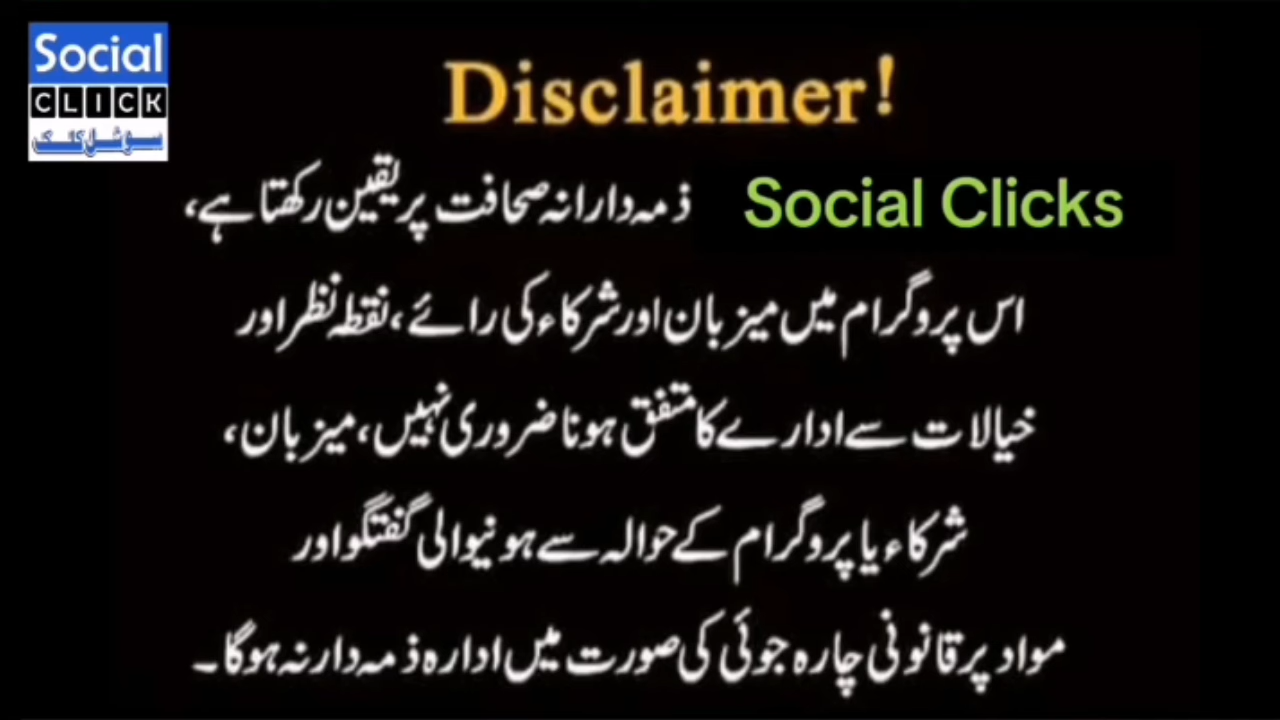 Social
CLICK
سوشل کلک
Disclaimer!
Social Clicks ذمہ دارانہ صحافت پر یقین رکھتا ہے،
اس پروگرام میں میزبان اور شرکاء کی رائے، نقطہ نظر اور
خیالات سے ادارے کا متفق ہونا ضروری نہیں، میزبان،
شرکاء یا پروگرام کے حوالہ سے ہونیوالی گفتگو اور
مواد پر قانونی چارہ جوئی کی صورت میں ادارہ ذمہ دار نہ ہوگا۔